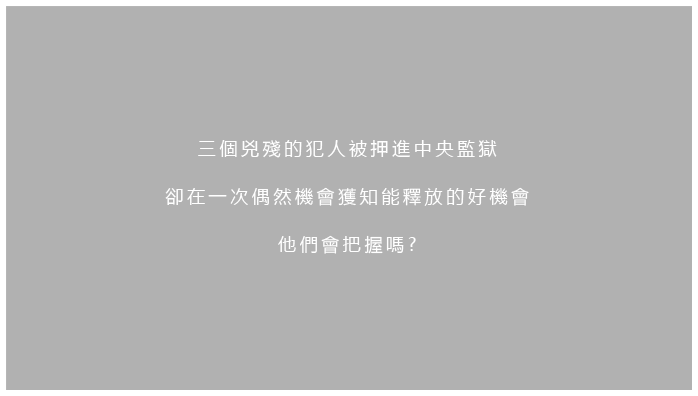 三個兇殘的犯人被押進中央監獄
卻在一次偶然機會獲知能釋放的好機會
他們會把握嗎?